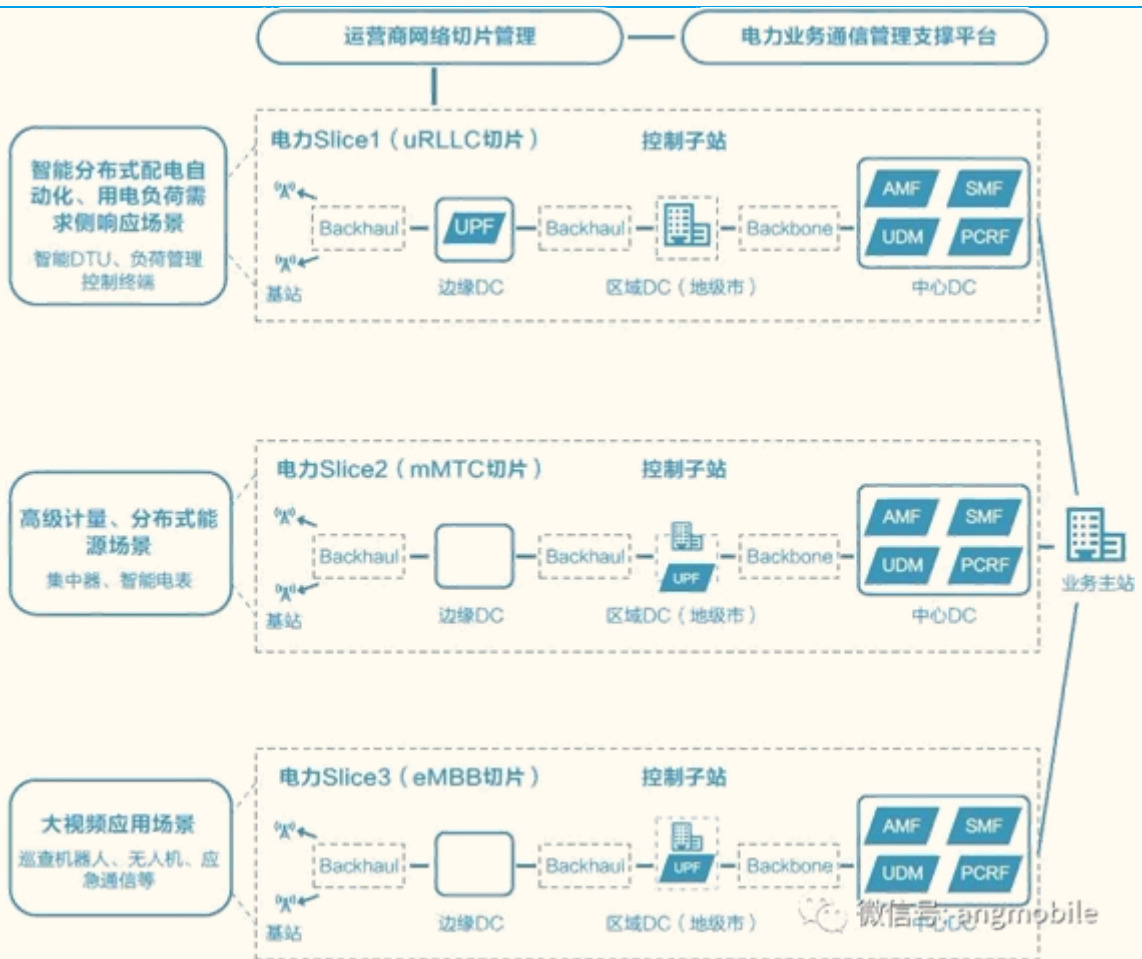 运营商网络切片管理
电力业务通信管理支撑平台
智能分布式配电自
动化、用电负荷需
求侧响应场景
智能DTU、负荷管理
控制终端
电力Slice1（uRLLC切片）
控制子站
Backhaul
UPF
Backhaul
Backbone
AMF
SMF
UDM
PCRF
基站
边缘DC
区域DC（地级市）
中心DC
高级计量、分布式能
源场景
集中器、智能电表
电力Slice2（mMTC切片）
控制子站
Backhaul
Backhaul
UPF
Backbone
AMF
SMF
UDM
PCRF
基站
边缘DC
区域DC（地级市）
中心DC
业务主站
大视频应用场景
巡查机器人、无人机、应
急通信等
电力Slice3（eMBB切片）
控制子站
Backhaul
Backhaul
UPF
Backbone
AMF
SMF
UDM
PCRF
基站
边缘DC
区域DC（地级市）
中心DC
微信号: angmobile